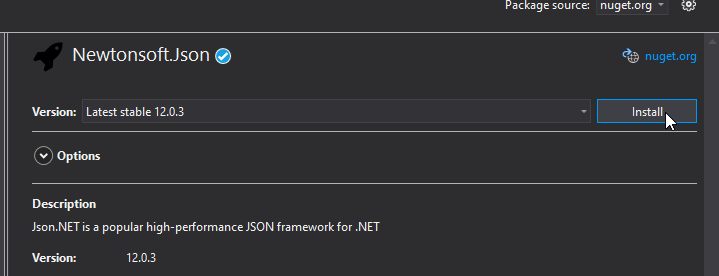 Package source: nuget.org
Newtonsoft.Json
nuget.org
Version: Latest stable 12.0.3 Install
Options
Description
Json.NET is a popular high-performance JSON framework for .NET
Version: 12.0.3